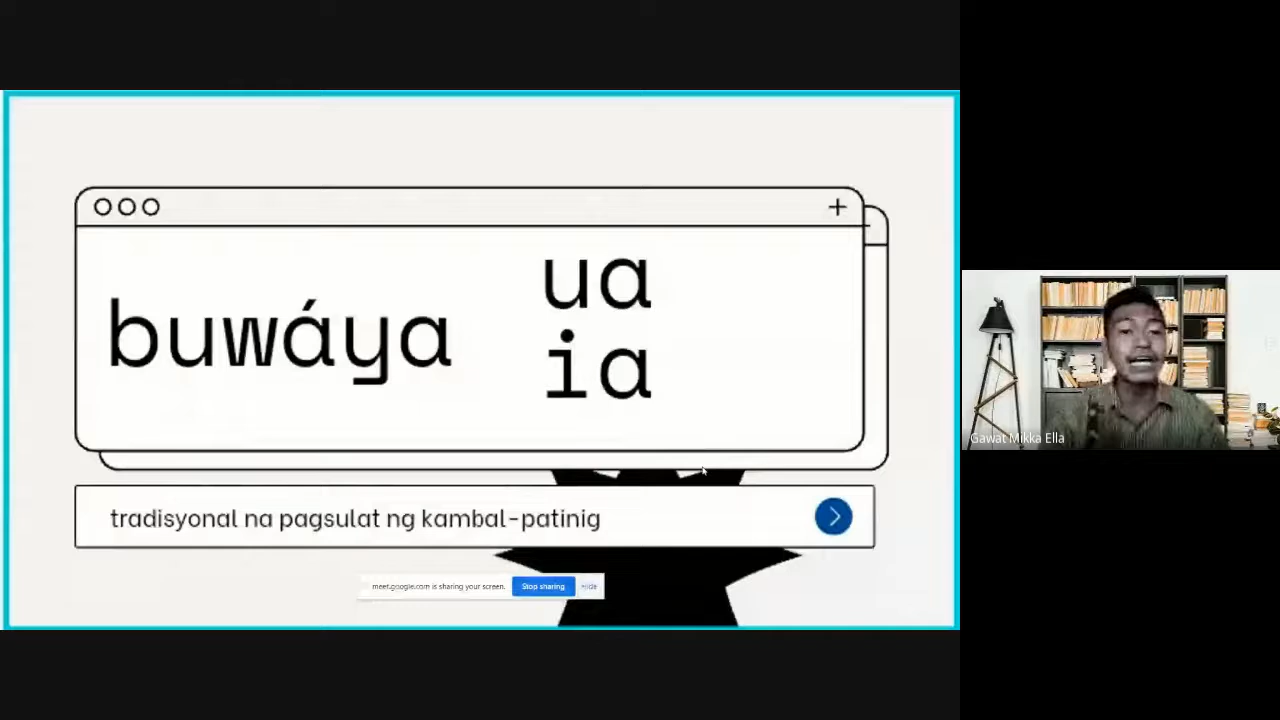 buwáya
ua
ia
tradisyonal na pagsulat ng kambal-patinig
meet.google.com is sharing your screen.
Stop sharing
Hide
Gawat Mikka Ella